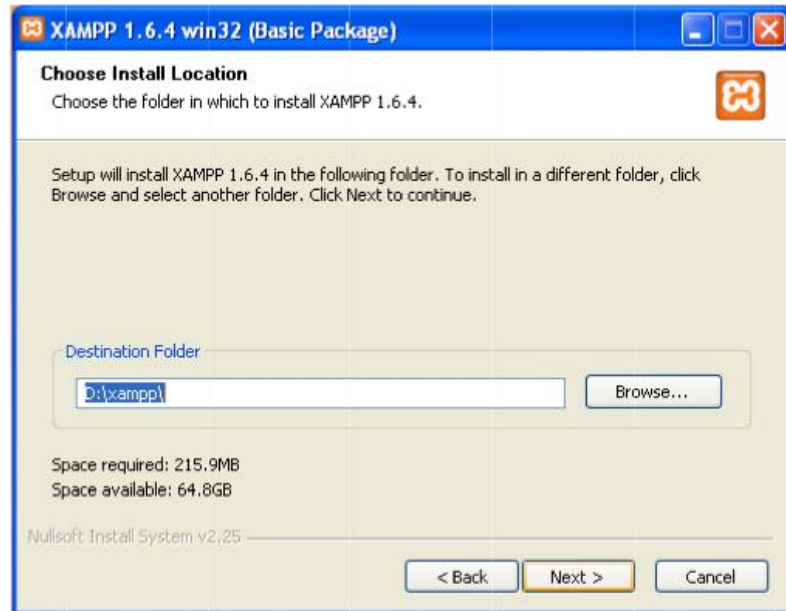 XAMPP 1.6.4 win32 (Basic Package)
Choose Install Location
Choose the folder in which to install XAMPP 1.6.4.
Setup will install XAMPP 1.6.4 in the following folder. To install in a different folder, click
Browse and select another folder. Click Next to continue.
Destination Folder
D:\xampp\
Browse...
Space required: 215.9MB
Space available: 64.8GB
Nullsoft Install System v2.25
< Back
Next >
Cancel